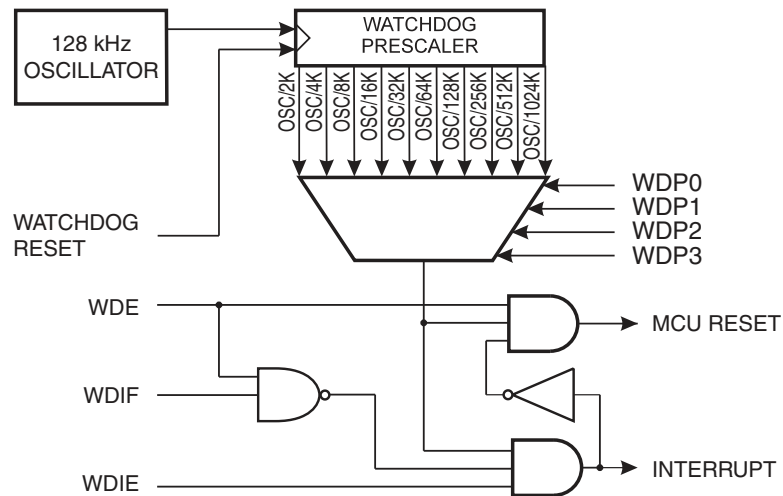 128 kHz
OSCILLATOR
WATCHDOG
PRESCALER
OSC/2K
OSC/4K
OSC/8K
OSC/16K
OSC/32K
OSC/64K
OSC/128K
OSC/256K
OSC/512K
OSC/1024K
WATCHDOG
RESET
WDP0
WDP1
WDP2
WDP3
WDE
MCU RESET
WDIF
WDIE
INTERRUPT